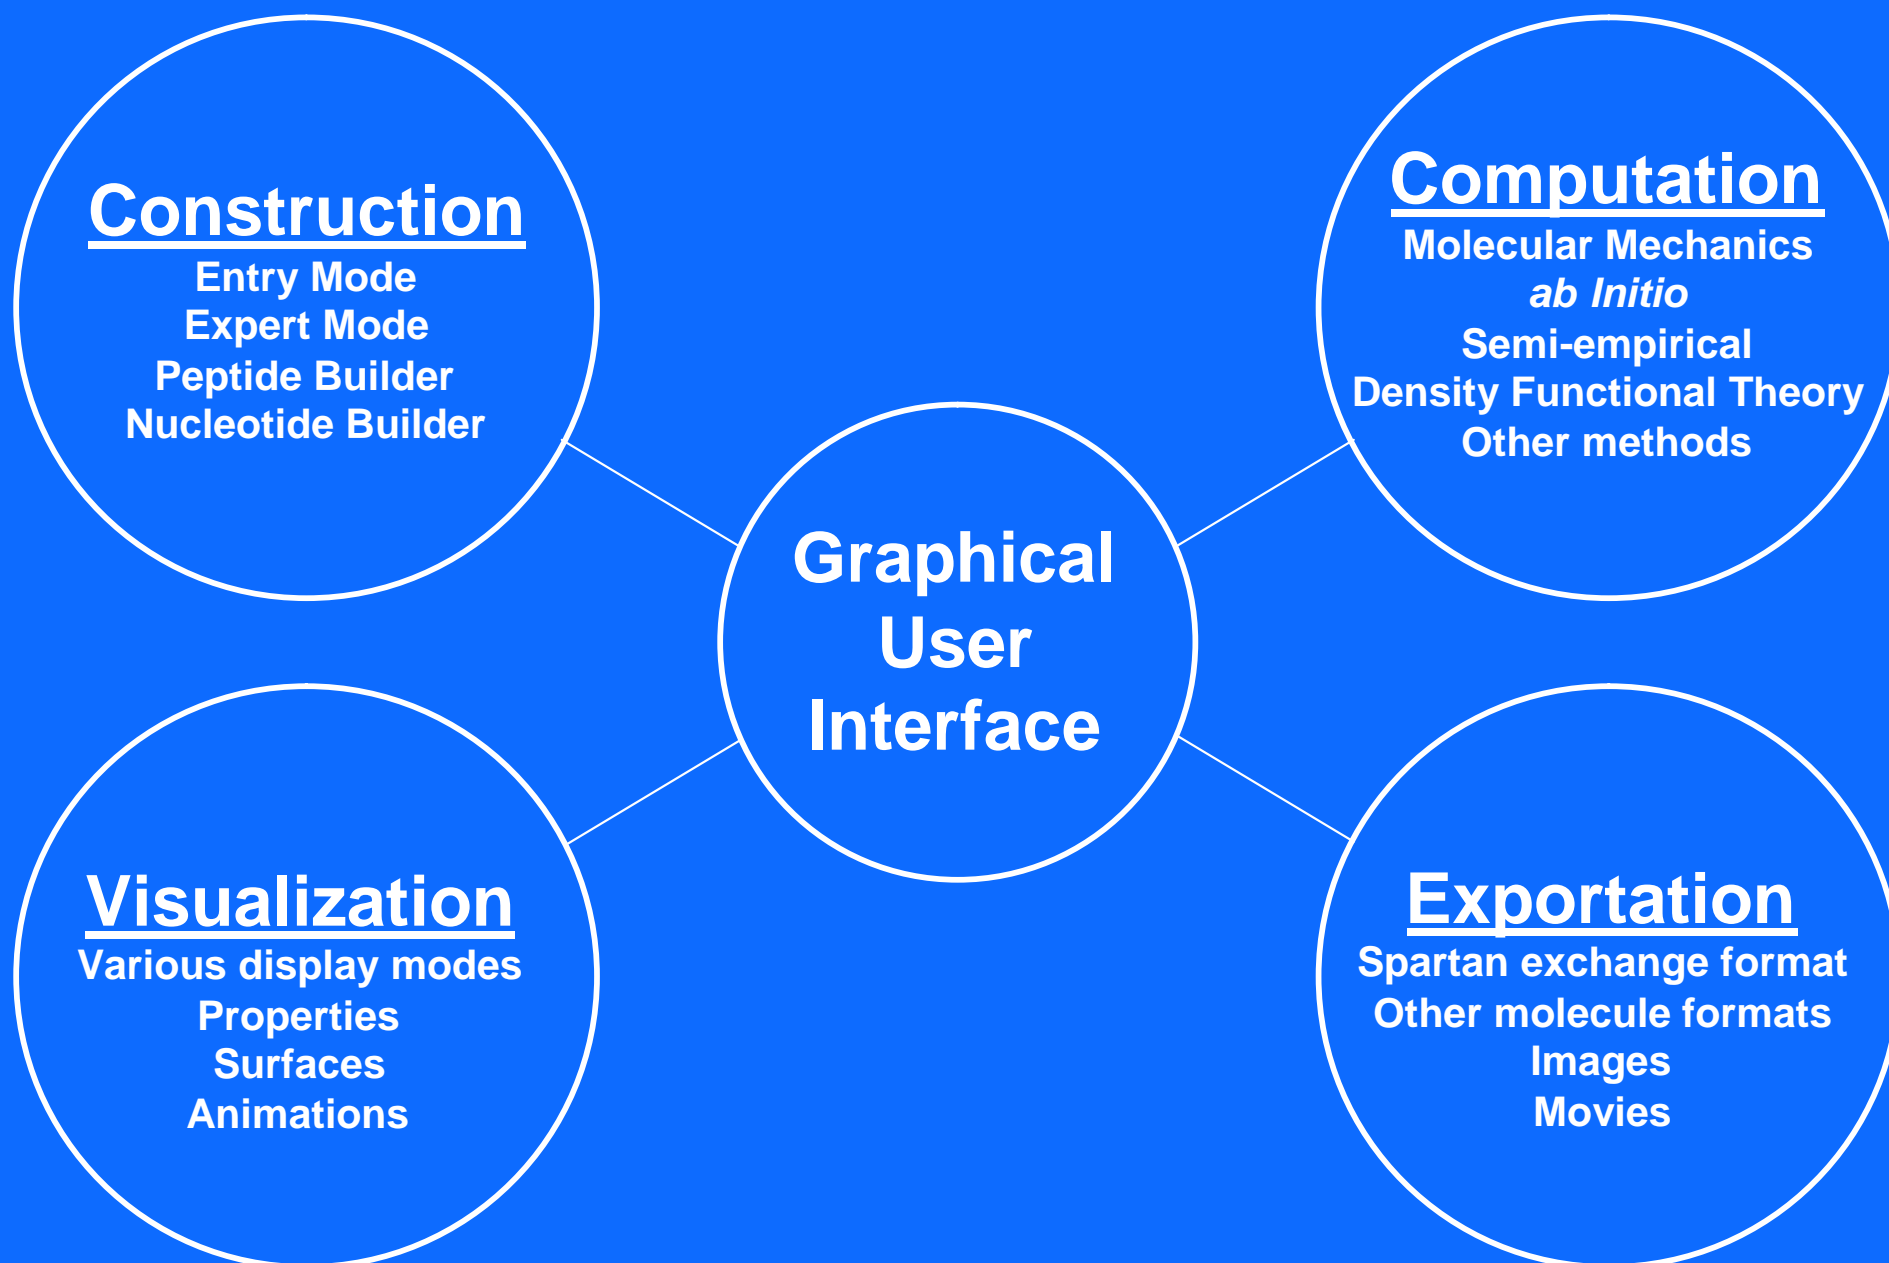 Construction
Entry Mode
Expert Mode
Peptide Builder
Nucleotide Builder
Computation
Molecular Mechanics
ab Initio
Semi-empirical
Density Functional Theory
Other methods
Graphical
User
Interface
Visualization
Various display modes
Properties
Surfaces
Animations
Exportation
Spartan exchange format
Other molecule formats
Images
Movies